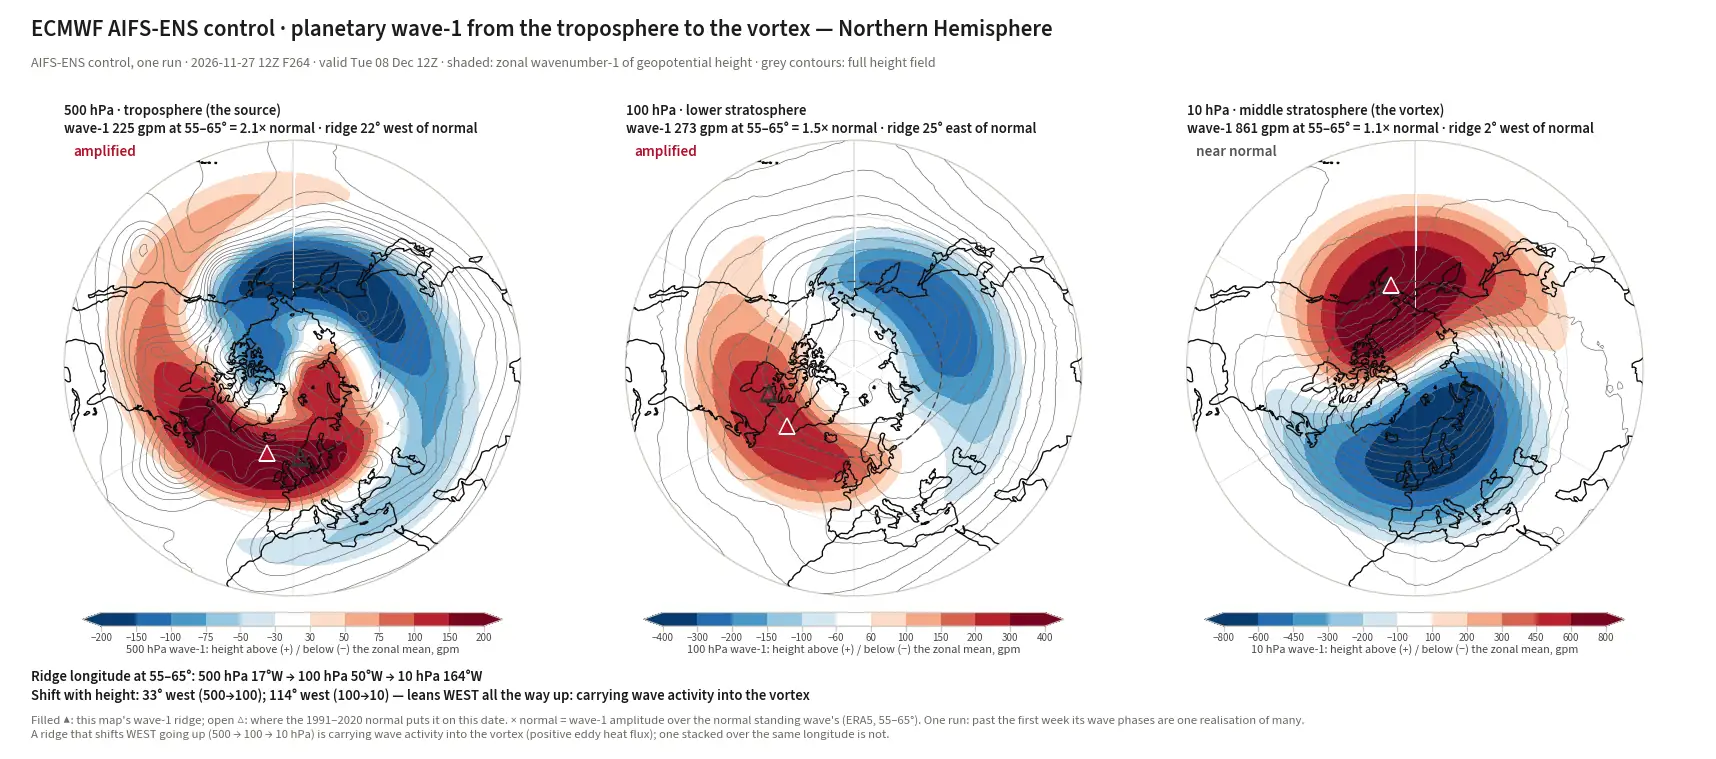 ECMWF AIFS-ENS control · planetary wave-1 from the troposphere to the vortex — Northern Hemisphere
AIFS-ENS control, one run · 2026-11-27 12Z F264 · valid Tue 08 Dec 12Z · shaded: zonal wavenumber-1 of geopotential height · grey contours: full height field
500 hPa · troposphere (the source)
wave-1 225 gpm at 55–65° = 2.1× normal · ridge 22° west of normal
amplified
100 hPa · lower stratosphere
wave-1 273 gpm at 55–65° = 1.5× normal · ridge 25° east of normal
amplified
10 hPa · middle stratosphere (the vortex)
wave-1 861 gpm at 55–65° = 1.1× normal · ridge 2° west of normal
near normal
−200 −150 −100 −75 −50 −30 30 50 75 100 150 200
500 hPa wave-1: height above (+) / below (−) the zonal mean, gpm
−400 −300 −200 −150 −100 −60 60 100 150 200 300 400
100 hPa wave-1: height above (+) / below (−) the zonal mean, gpm
−800 −600 −450 −300 −200 −100 100 200 300 450 600 800
10 hPa wave-1: height above (+) / below (−) the zonal mean, gpm
Ridge longitude at 55–65°: 500 hPa 17°W → 100 hPa 50°W → 10 hPa 164°W
Shift with height: 33° west (500→100); 114° west (100→10) — leans WEST all the way up: carrying wave activity into the vortex
Filled ▲: this map's wave-1 ridge; open △: where the 1991–2020 normal puts it on this date. × normal = wave-1 amplitude over the normal standing wave's (ERA5, 55–65°). One run: past the first week its wave phases are one realisation of many.
A ridge that shifts WEST going up (500 → 100 → 10 hPa) is carrying wave activity into the vortex (positive eddy heat flux); one stacked over the same longitude is not.